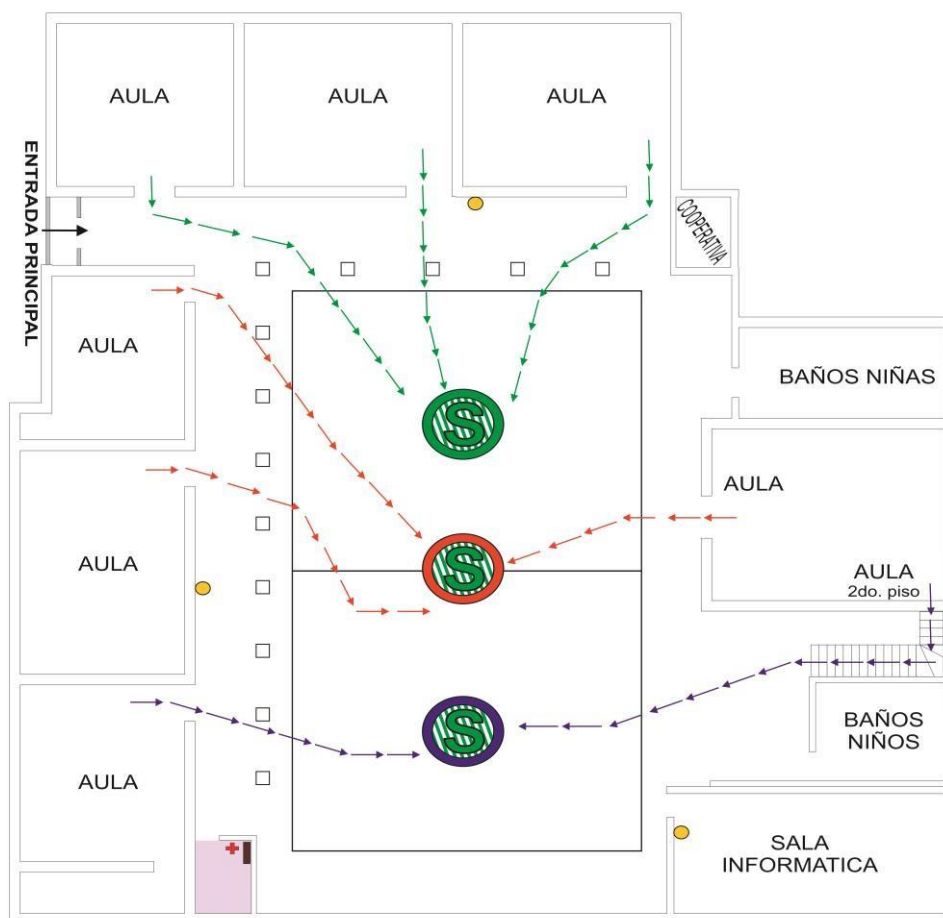 AULA
AULA
AULA
ENTRADA PRINCIPAL
COOPERATIVA
AULA
BAÑOS NIÑAS
S
AULA
AULA
S
AULA
2do. piso
S
BAÑOS
NIÑOS
AULA
SALA
INFORMATICA